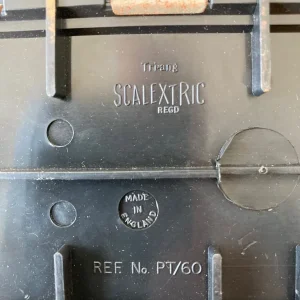 Tri-ang
SCALEXTRIC
REGD
MADE
IN
ENGLAND
REF. No. PT/60